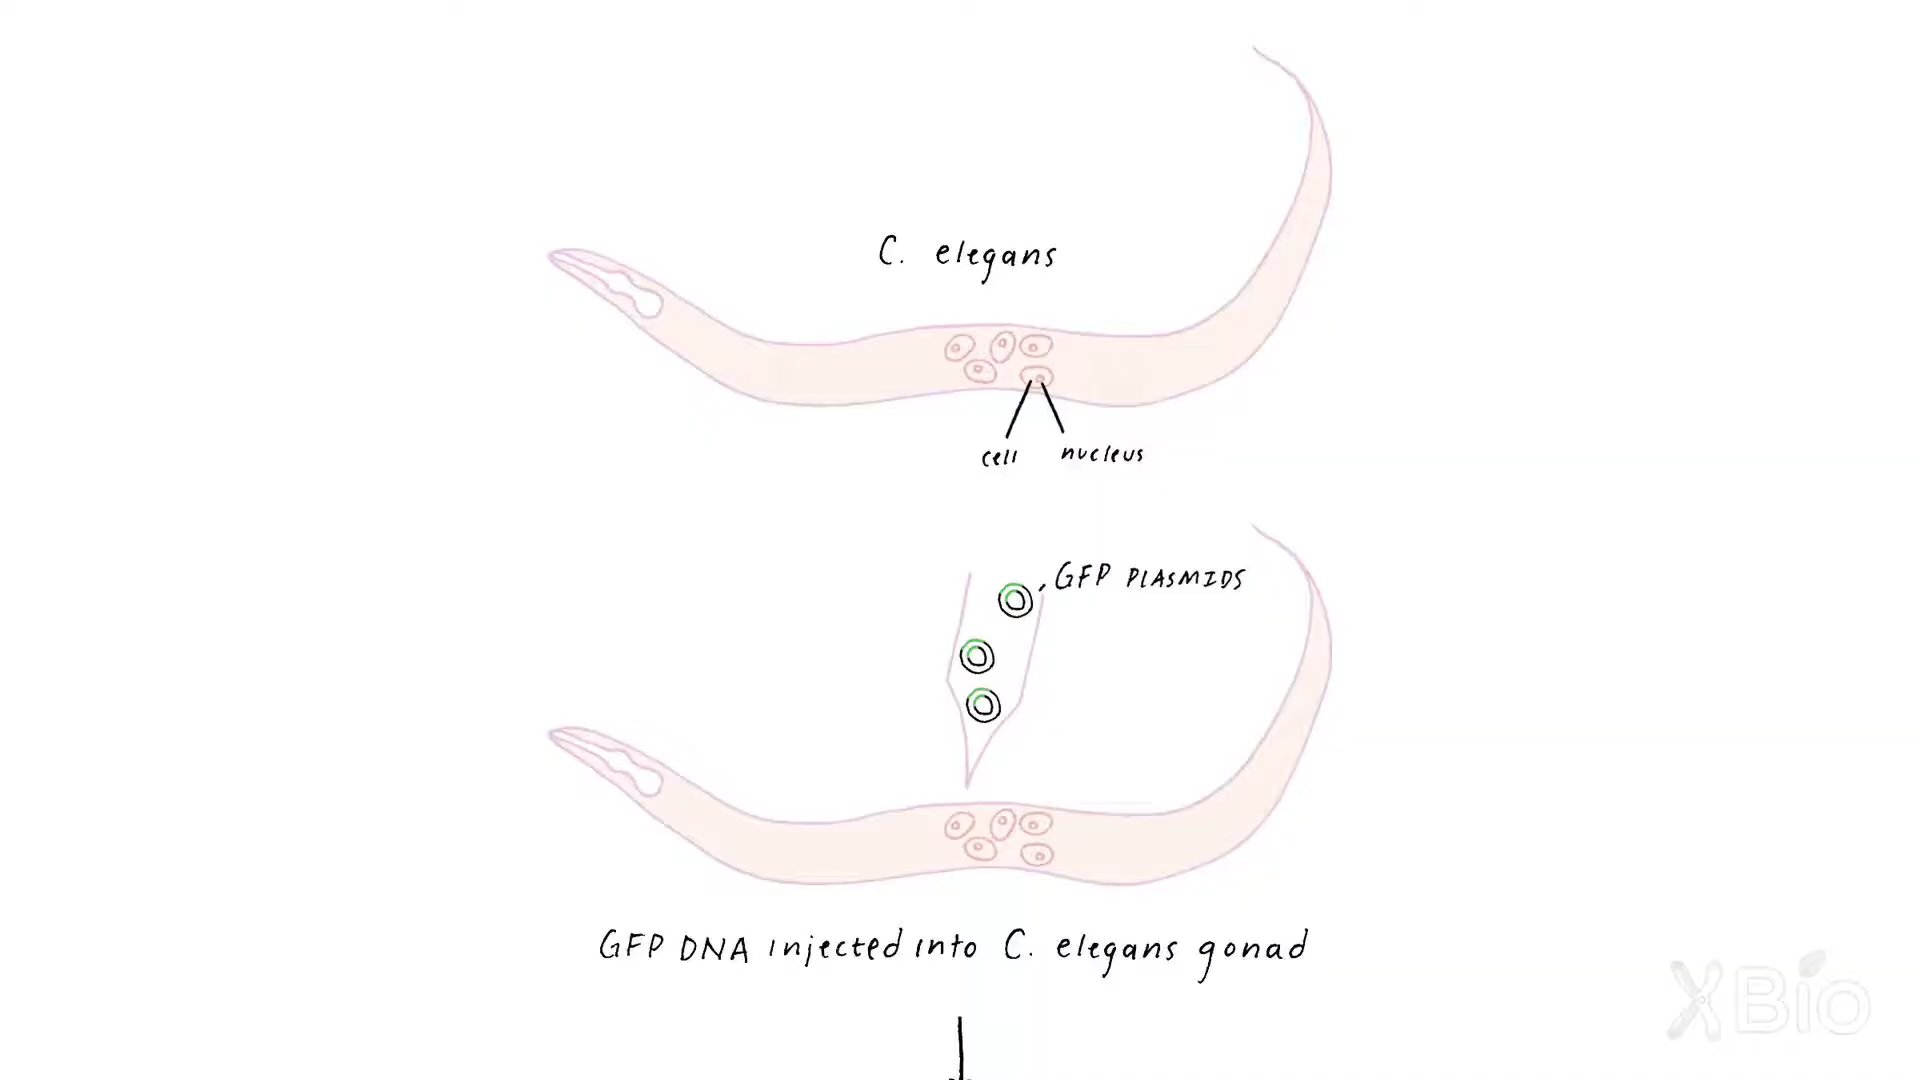 C. elegans
cell nucleus
GFP PLASMIDS
GFP DNA injected into C. elegans gonad
XBio